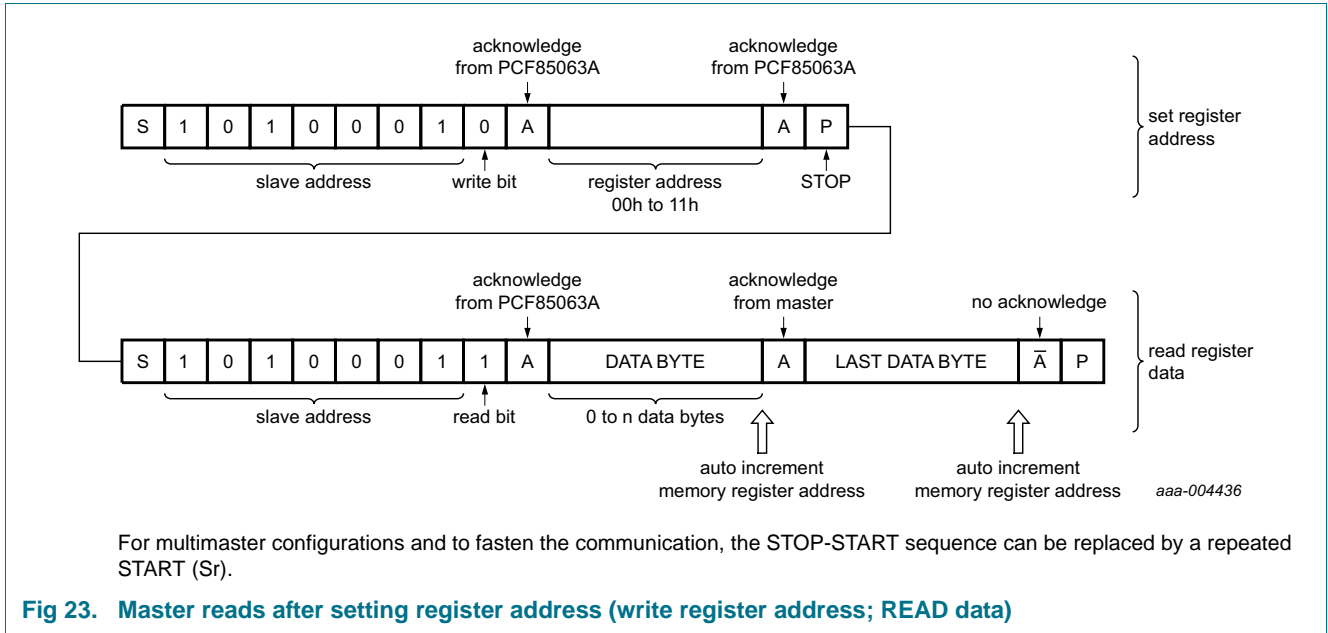 acknowledge
from PCF85063A
acknowledge
from PCF85063A
S 1 0 1 0 0 0 1 0 A A P
set register
address
slave address
write bit
register address
00h to 11h
STOP
acknowledge
from PCF85063A
acknowledge
from master
no acknowledge
S 1 0 1 0 0 0 1 1 A DATA BYTE A LAST DATA BYTE A̅ P
read register
data
slave address
read bit
0 to n data bytes
auto increment
memory register address
auto increment
memory register address
aaa-004436
For multimaster configurations and to fasten the communication, the STOP-START sequence can be replaced by a repeated
START (Sr).
Fig 23. Master reads after setting register address (write register address; READ data)